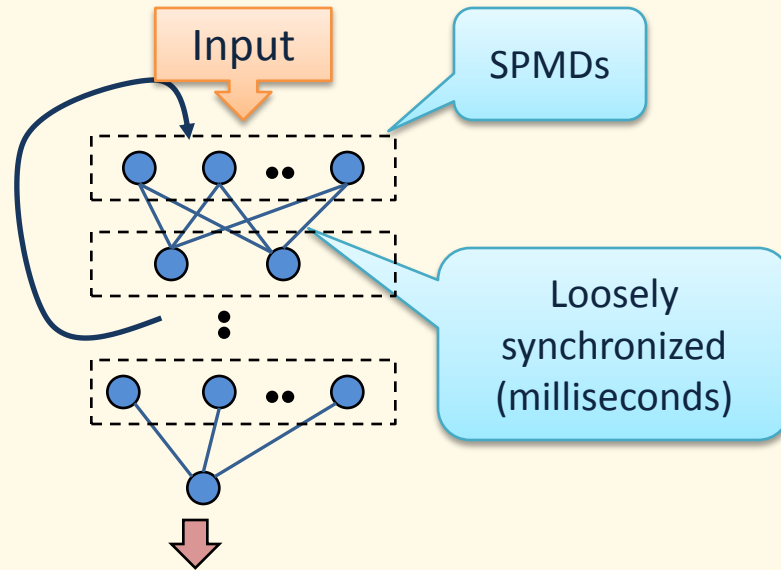 Input
SPMDs
Loosely
synchronized
(milliseconds)